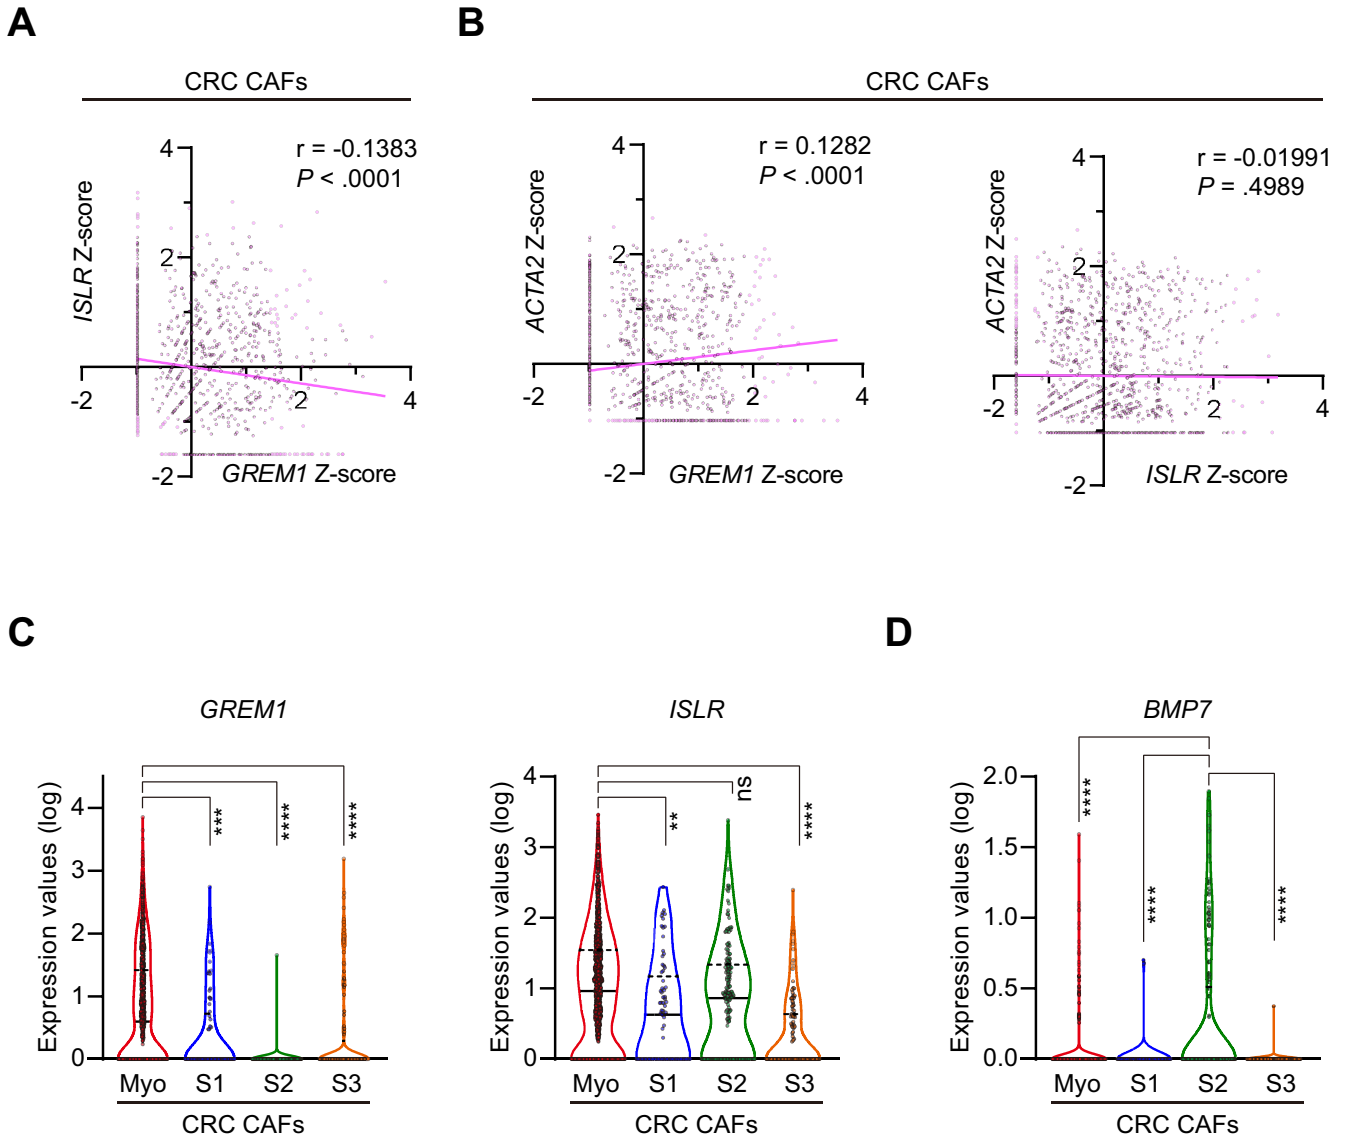 A
B
CRC CAFs
CRC CAFs
r = -0.1383
P < .0001
ISLR Z-score
4
2
-2
-2
2
4
GREM1 Z-score
r = 0.1282
P < .0001
ACTA2 Z-score
4
2
-2
-2
2
4
GREM1 Z-score
r = -0.01991
P = .4989
ACTA2 Z-score
4
2
-2
-2
2
4
ISLR Z-score
C
D
GREM1
Expression values (log)
4
3
2
1
0
***
****
****
Myo S1 S2 S3
CRC CAFs
ISLR
Expression values (log)
4
3
2
1
0
**
ns
****
Myo S1 S2 S3
CRC CAFs
BMP7
Expression values (log)
2.0
1.5
1.0
0.5
0.0
****
****
****
Myo S1 S2 S3
CRC CAFs